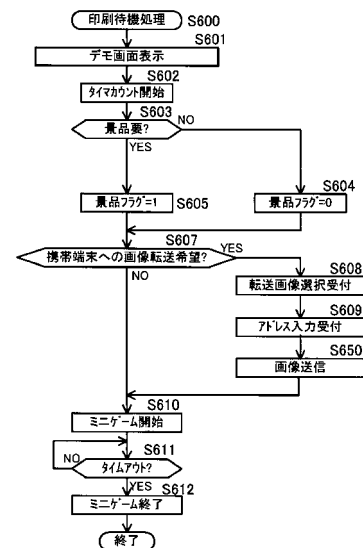 印刷待機処理 S600
S601
デモ画面表示
S602
タイマカウント開始
S603
景品要?
NO
YES
S604
景品フラグ=1 S605
景品フラグ=0
S607
携帯端末への画像転送希望?
YES
NO
S608
転送画像選択受付
S609
アドレス入力受付
S650
画像送信
S610
ミニゲーム開始
S611
NO
タイムアウト?
YES
S612
ミニゲーム終了
終了